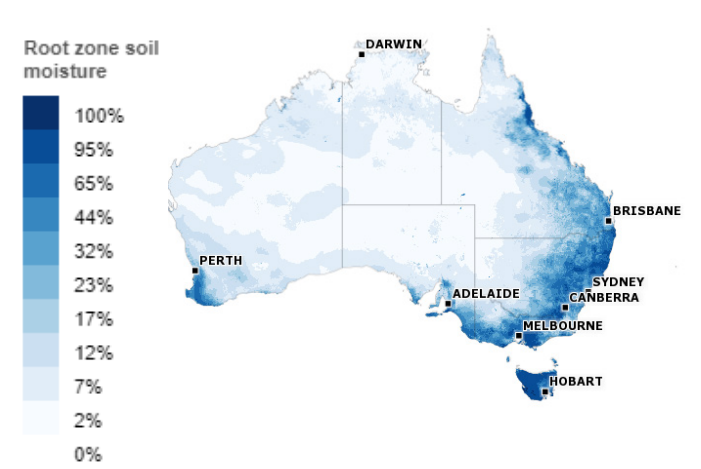 DARWIN
Root zone soil
moisture
100%
95%
65%
44%
32%
23%
17%
12%
7%
2%
0%
BRISBANE
PERTH
SYDNEY
ADELAIDE
CANBERRA
MELBOURNE
HOBART